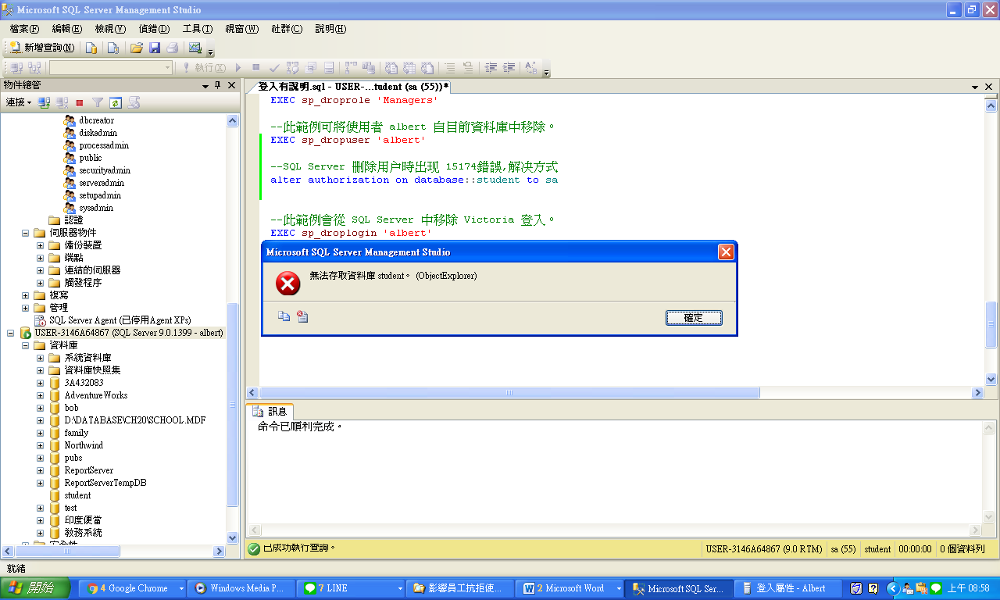 Microsoft SQL Server Management Studio
檔案(F) 編輯(E) 檢視(V) 偵錯(D) 工具(T) 視窗(W) 社群(C) 說明(H)
新增查詢(N)
執行(X)
物件總管
連接
dbcreator
diskadmin
processadmin
public
securityadmin
serveradmin
setupadmin
sysadmin
認證
伺服器物件
備份裝置
端點
連結的伺服器
觸發程序
複寫
管理
SQL Server Agent (已停用Agent XPs)
USER-3146A64867 (SQL Server 9.0.1399 - albert)
資料庫
系統資料庫
資料庫快照集
3A432083
AdventureWorks
bob
D:\DATABASE\CH20\SCHOOL.MDF
family
Northwind
pubs
ReportServer
ReportServerTempDB
student
test
印度便當
教務系統
安全性
登入有說明.sql - USER-...tudent (sa (55))*
EXEC sp_droprole 'Managers'
--此範例可將使用者 albert 自目前資料庫中移除。
EXEC sp_dropuser 'albert'
--SQL Server 刪除用戶時出現 15174錯誤,解決方式
alter authorization on database::student to sa
--此範例會從 SQL Server 中移除 Victoria 登入。
EXEC sp_droplogin 'albert'
Microsoft SQL Server Management Studio
無法存取資料庫 student。 (ObjectExplorer)
確定
訊息
命令已順利完成。
已成功執行查詢。 USER-3146A64867 (9.0 RTM) sa (55) student 00:00:00 0 個資料列
就緒
開始 4 Google Chrome Windows Media P... 7 LINE 影響員工抗拒使... 2 Microsoft Word Microsoft SQL Ser... 登入屬性 - Albert 上午 08:58